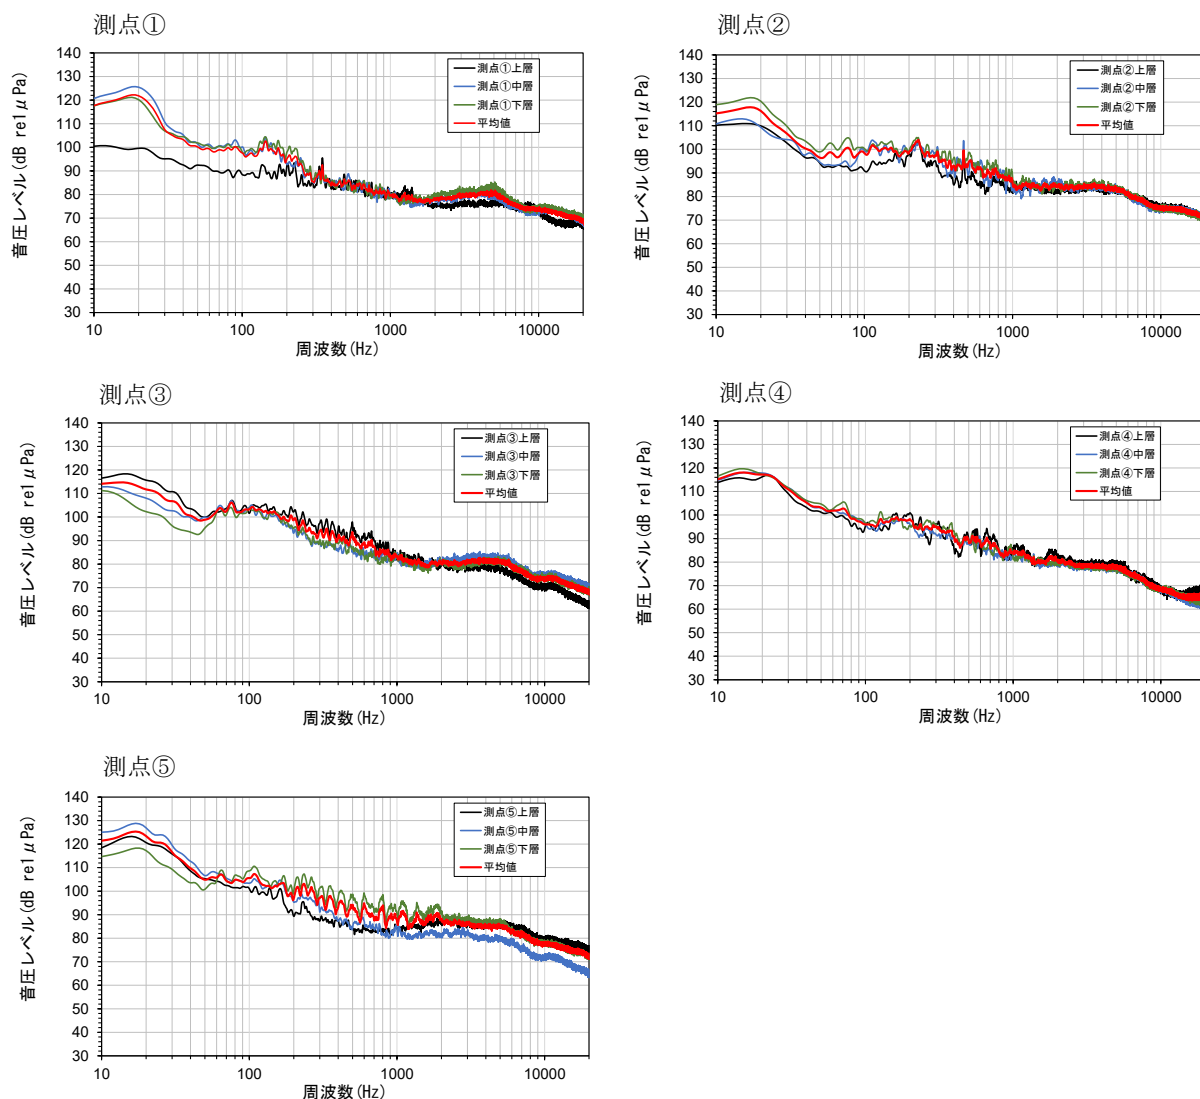 測点①
140
130
120
110
100
90
80
70
60
50
40
30
音圧レベル(dB re1μPa)
測点①上層
測点①中層
測点①下層
平均値
10 100 1000 10000
周波数(Hz)
測点②
140
130
120
110
100
90
80
70
60
50
40
30
音圧レベル(dB re1μPa)
測点②上層
測点②中層
測点②下層
平均値
10 100 1000 10000
周波数(Hz)
測点③
140
130
120
110
100
90
80
70
60
50
40
30
音圧レベル(dB re1μPa)
測点③上層
測点③中層
測点③下層
平均値
10 100 1000 10000
周波数(Hz)
測点④
140
130
120
110
100
90
80
70
60
50
40
30
音圧レベル(dB re1μPa)
測点④上層
測点④中層
測点④下層
平均値
10 100 1000 10000
周波数(Hz)
測点⑤
140
130
120
110
100
90
80
70
60
50
40
30
音圧レベル(dB re1μPa)
測点⑤上層
測点⑤中層
測点⑤下層
平均値
10 100 1000 10000
周波数(Hz)